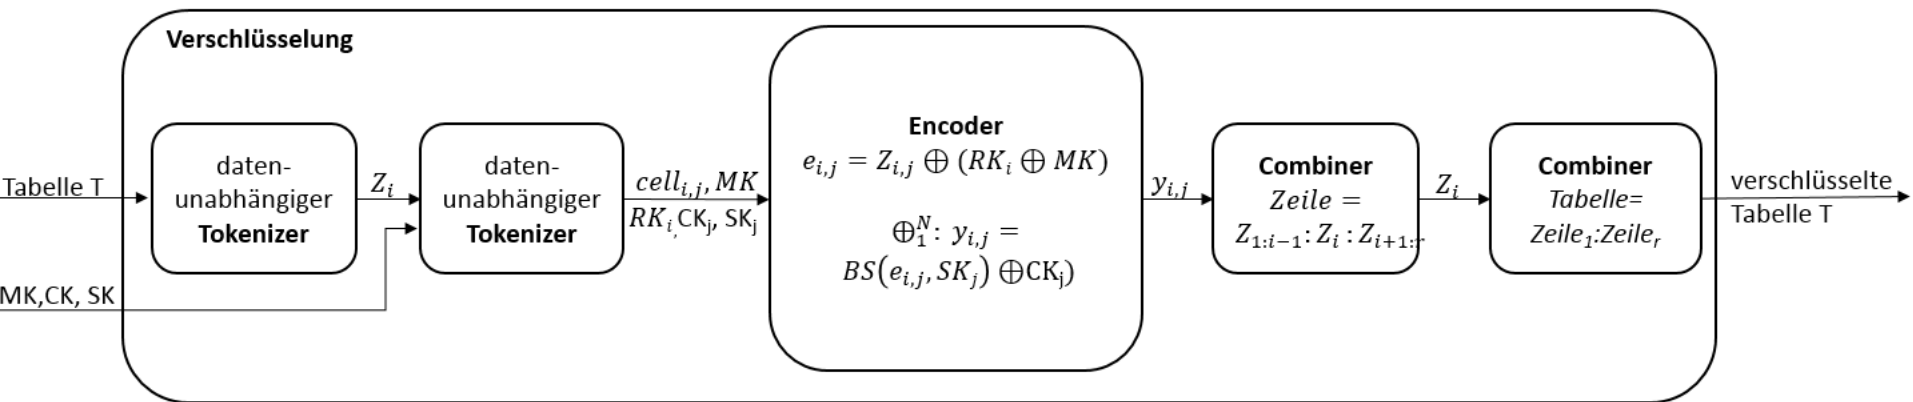 Verschlüsselung
Tabelle T
MK,CK, SK
daten-
unabhängiger
Tokenizer
Z_i
daten-
unabhängiger
Tokenizer
cell_{i,j}, MK
RK_{i,}CK_j, SK_j
Encoder
e_{i,j} = Z_{i,j} ⊕ (RK_i ⊕ MK)
⊕_1^N: y_{i,j} =
BS(e_{i,j}, SK_j) ⊕CK_j)
y_{i,j}
Combiner
Zeile =
Z_{1:i−1}: Z_i : Z_{i+1:r}
Z_i
Combiner
Tabelle=
Zeile_1:Zeile_r
verschlüsselte
Tabelle T